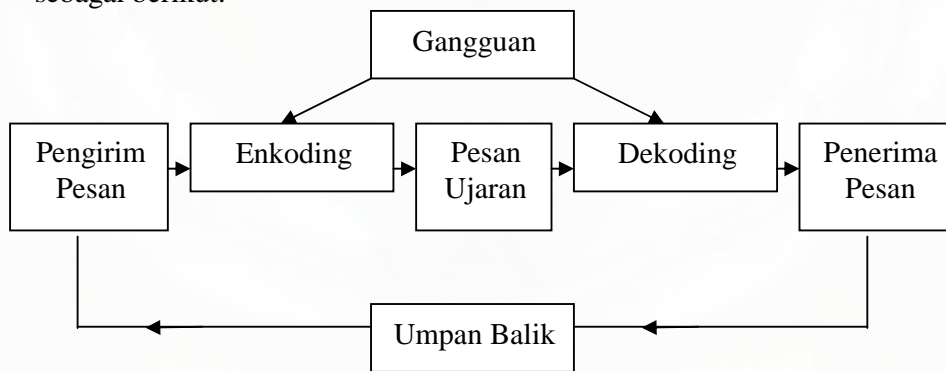 sebagai berikut:
Gangguan
Pengirim
Pesan
Enkoding
Pesan
Ujaran
Dekoding
Penerima
Pesan
Umpan Balik